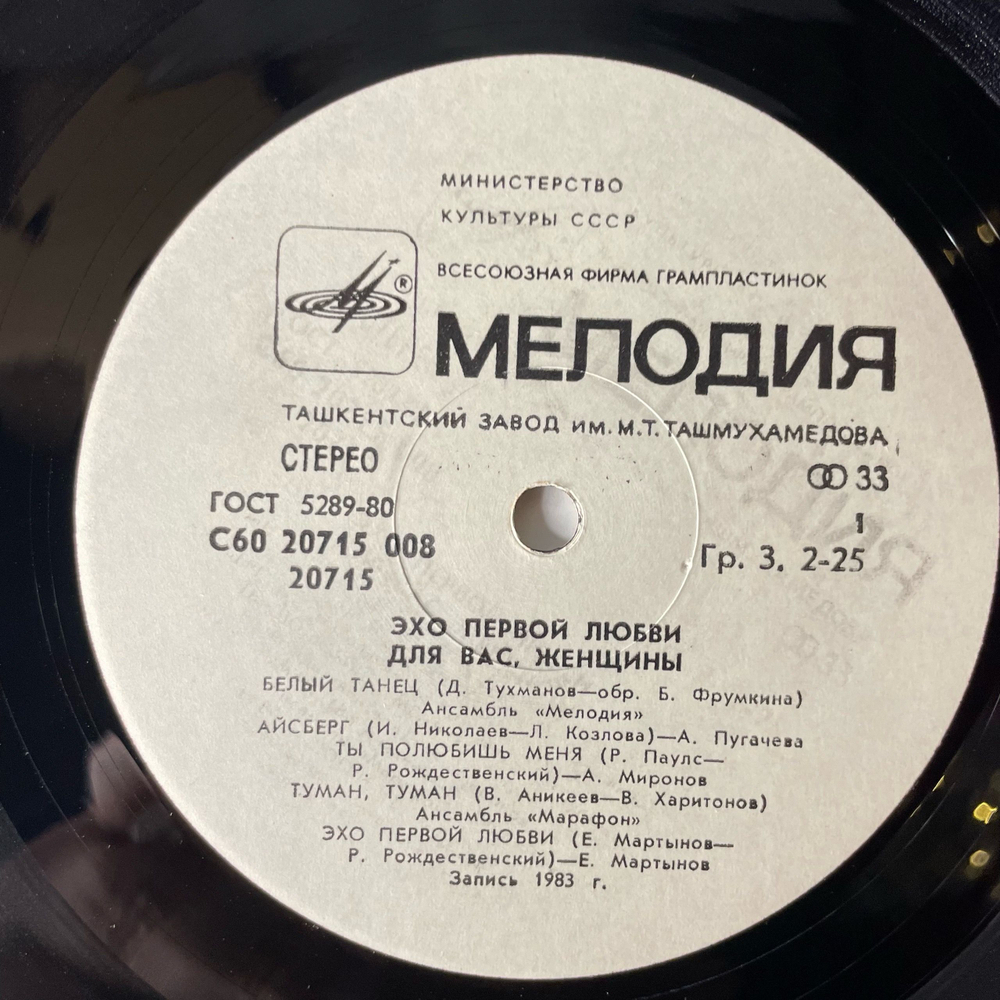 МИНИСТЕРСТВО
КУЛЬТУРЫ СССР
ВСЕСОЮЗНАЯ ФИРМА ГРАМПЛАСТИНОК
®
МЕЛОДИЯ
ТАШКЕНТСКИЙ ЗАВОД им. М.Т. ТАШМУХАМЕДОВА
СТЕРЕО
33
ГОСТ 5289-80
1
С60 20715 008
Гр. 3. 2-25
20715
ЭХО ПЕРВОЙ ЛЮБВИ
ДЛЯ ВАС, ЖЕНЩИНЫ
БЕЛЫЙ ТАНЕЦ (Д. Тухманов—обр. Б. Фрумкина)
Ансамбль «Мелодия»
АЙСБЕРГ (И. Николаев—Л. Козлова)—А. Пугачева
ТЫ ПОЛЮБИШЬ МЕНЯ (Р. Паулс—
Р. Рождественский)—А. Миронов
ТУМАН, ТУМАН (В. Аникеев—В. Харитонов)
Ансамбль «Марафон»
ЭХО ПЕРВОЙ ЛЮБВИ (Е. Мартынов—
Р. Рождественский)—Е. Мартынов
Запись 1983 г.